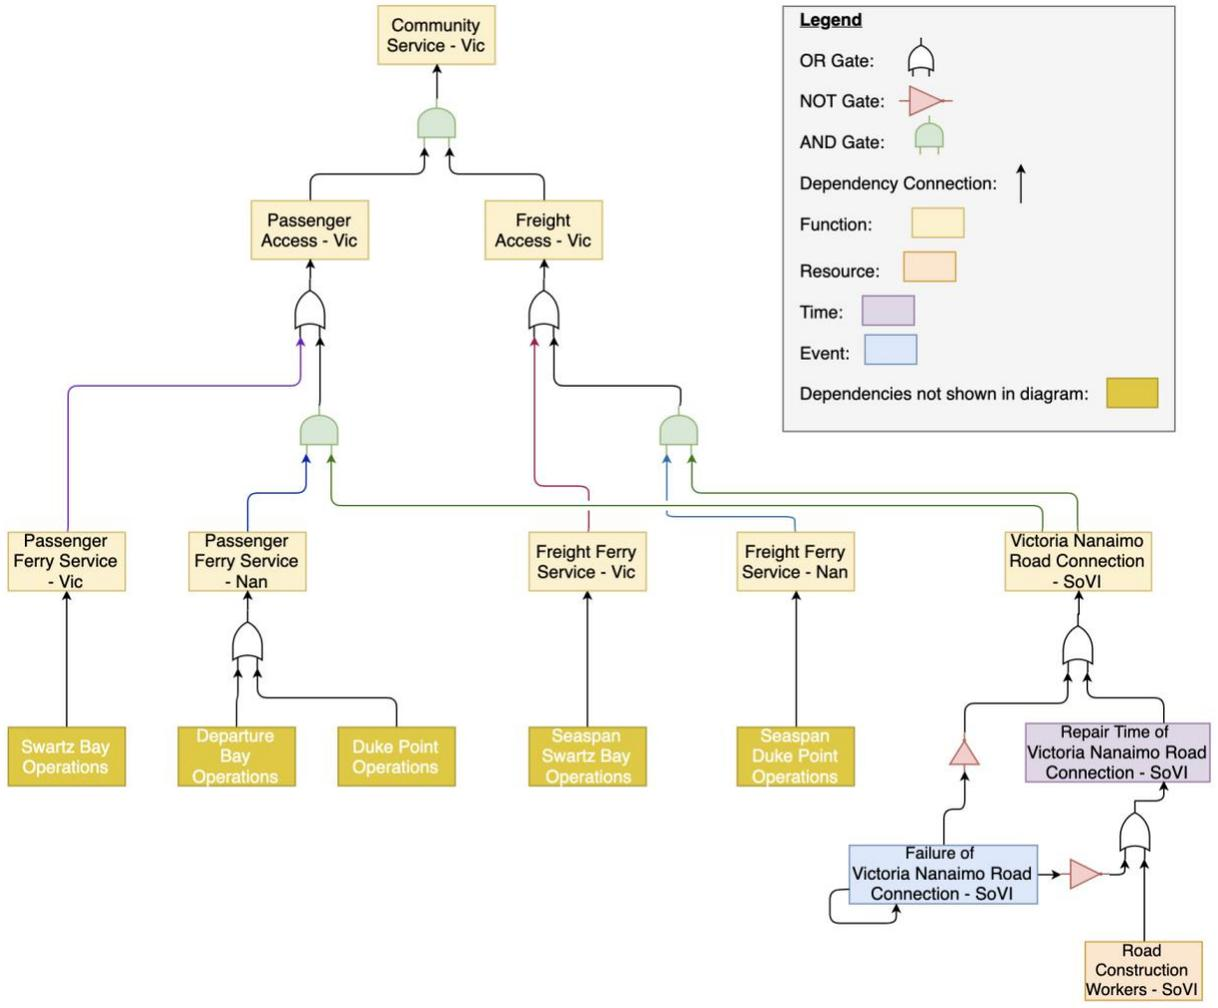 Community
Service - Vic
Legend
OR Gate:
NOT Gate:
AND Gate:
Dependency Connection:
Function:
Resource:
Time:
Event:
Dependencies not shown in diagram:
Passenger
Access - Vic
Freight
Access - Vic
Passenger
Ferry Service
- Vic
Passenger
Ferry Service
- Nan
Freight Ferry
Service - Vic
Freight Ferry
Service - Nan
Victoria Nanaimo
Road Connection
- SoVI
Swartz Bay
Operations
Departure
Bay
Operations
Duke Point
Operations
Seaspan
Swartz Bay
Operations
Seaspan
Duke Point
Operations
Repair Time of
Victoria Nanaimo Road
Connection - SoVI
Failure of
Victoria Nanaimo Road
Connection - SoVI
Road
Construction
Workers - SoVI